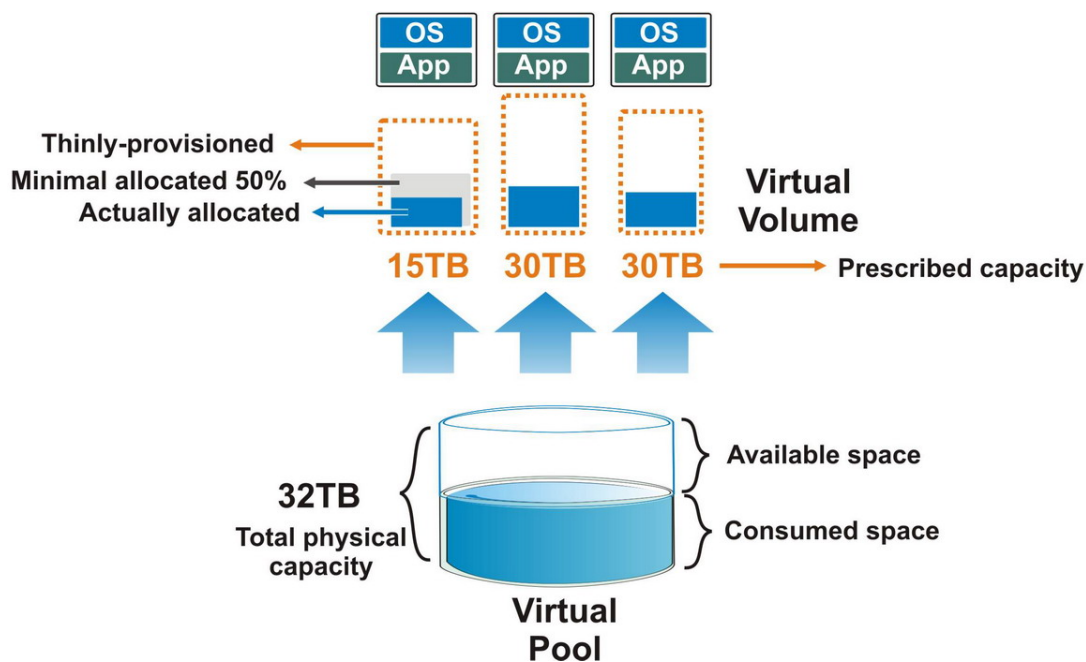 OS
App
OS
App
OS
App
Thinly-provisioned
Minimal allocated 50%
Actually allocated
Virtual
Volume
15TB
30TB
30TB
Prescribed capacity
32TB
Total physical
capacity
Available space
Consumed space
Virtual
Pool